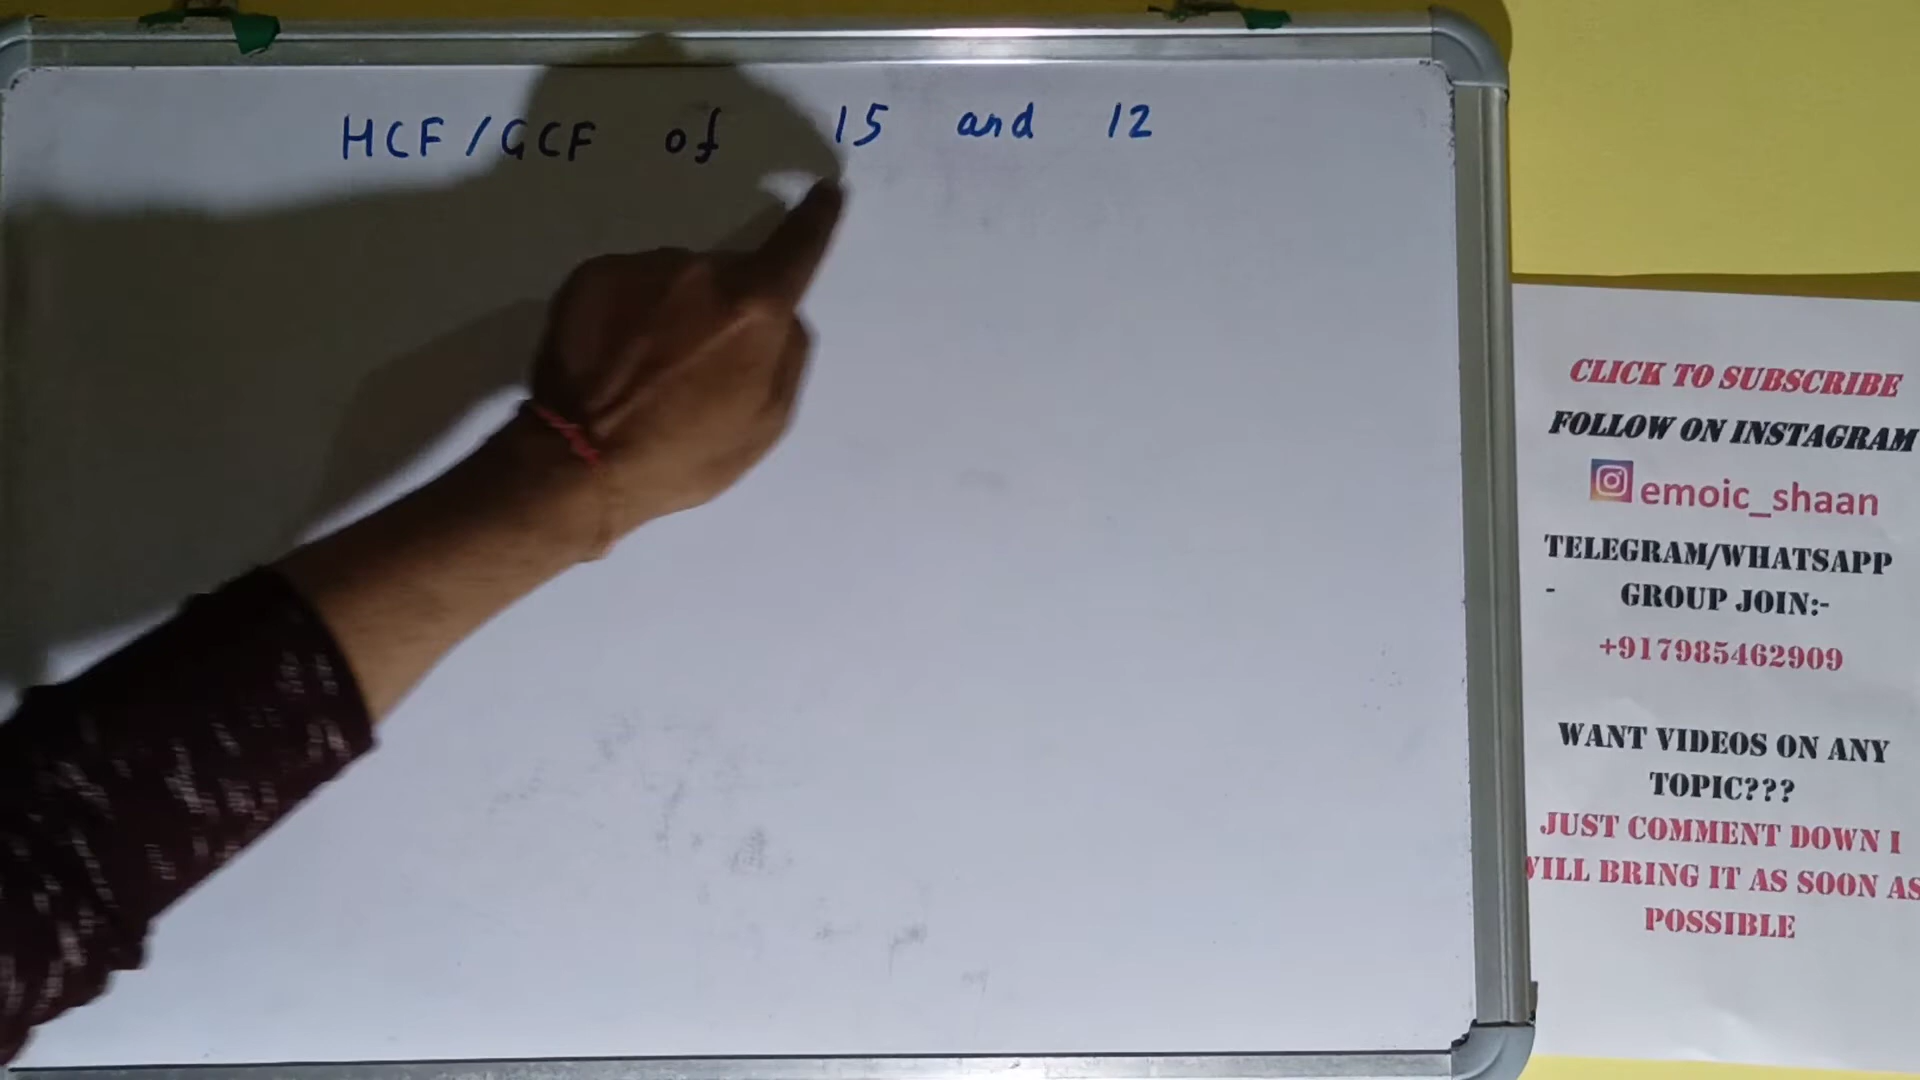 HCF/GCF of 15 and 12
CLICK TO SUBSCRIBE
FOLLOW ON INSTAGRAM
emoic_shaan
TELEGRAM/WHATSAPP
- GROUP JOIN:-
+917985462909
WANT VIDEOS ON ANY
TOPIC???
JUST COMMENT DOWN I
WILL BRING IT AS SOON AS
POSSIBLE